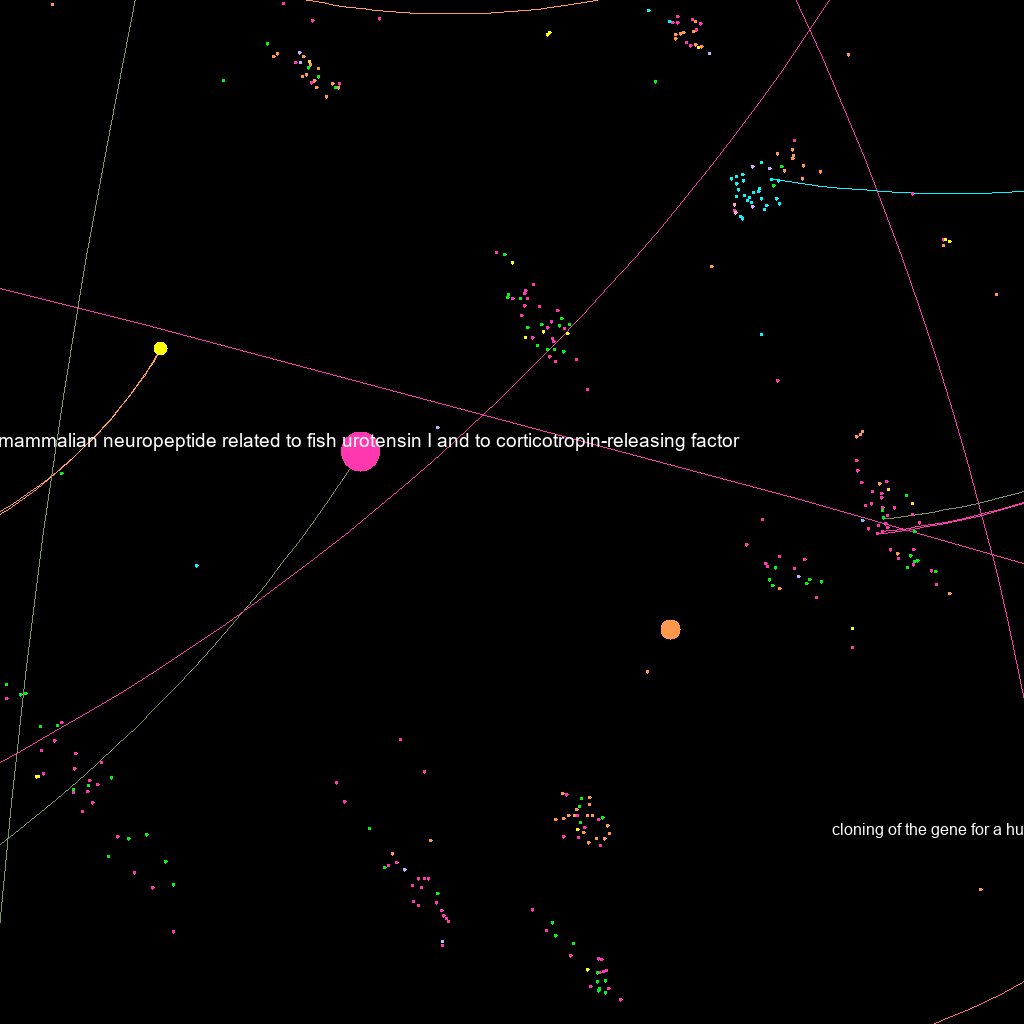 mammalian neuropeptide related to fish urotensin I and to corticotropin-releasing factor
cloning of the gene for a hu